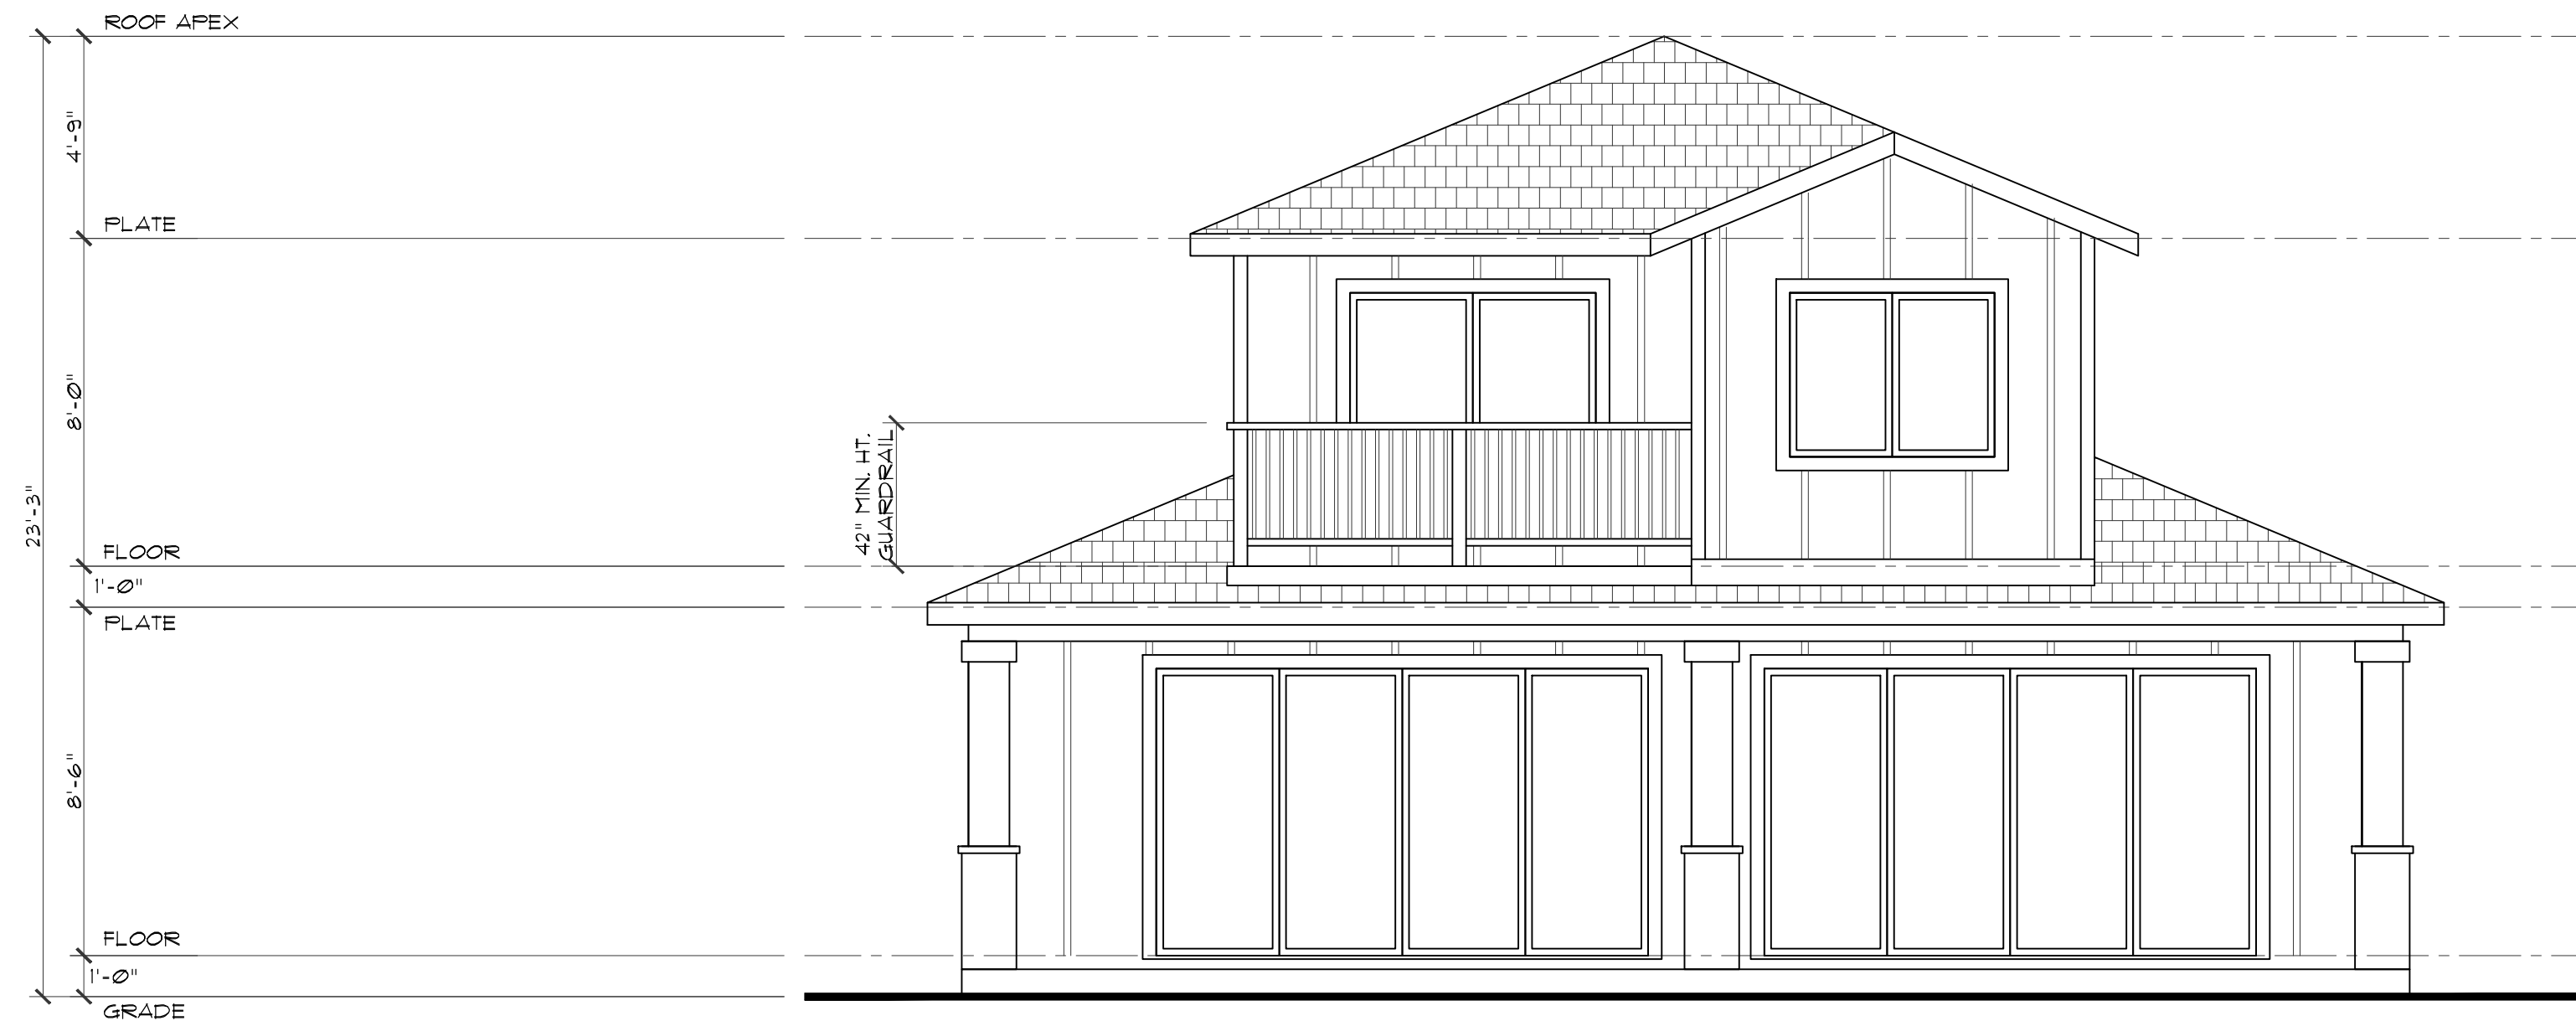 ROOF APEX
4'-9"
PLATE
8'-0"
42" MIN. HT.
GUARDRAIL
23'-3"
FLOOR
1'-0"
PLATE
8'-6"
FLOOR
1'-0"
GRADE